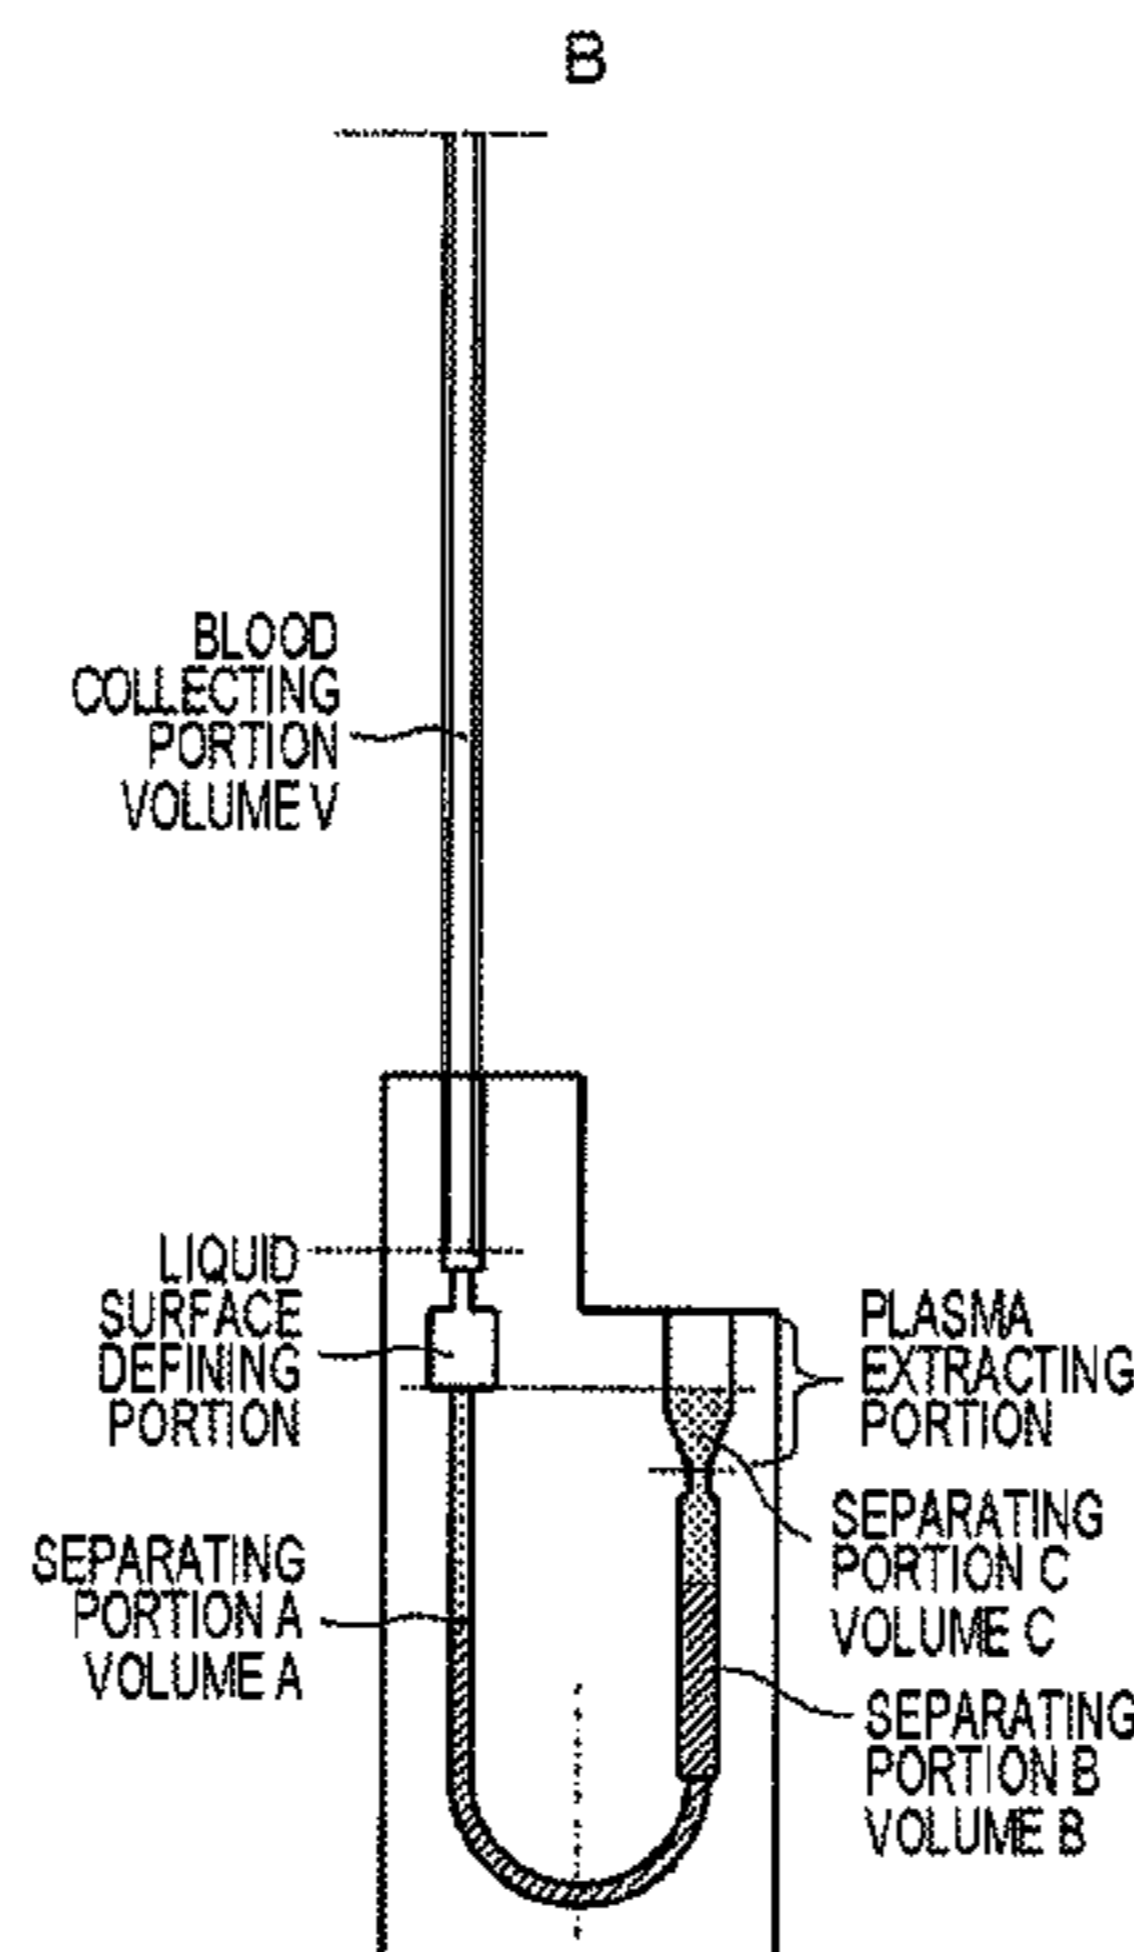 B
BLOOD
COLLECTING
PORTION
VOLUME V
LIQUID
SURFACE
DEFINING
PORTION
PLASMA
EXTRACTING
PORTION
SEPARATING
PORTION C
VOLUME C
SEPARATING
PORTION A
VOLUME A
SEPARATING
PORTION B
VOLUME B